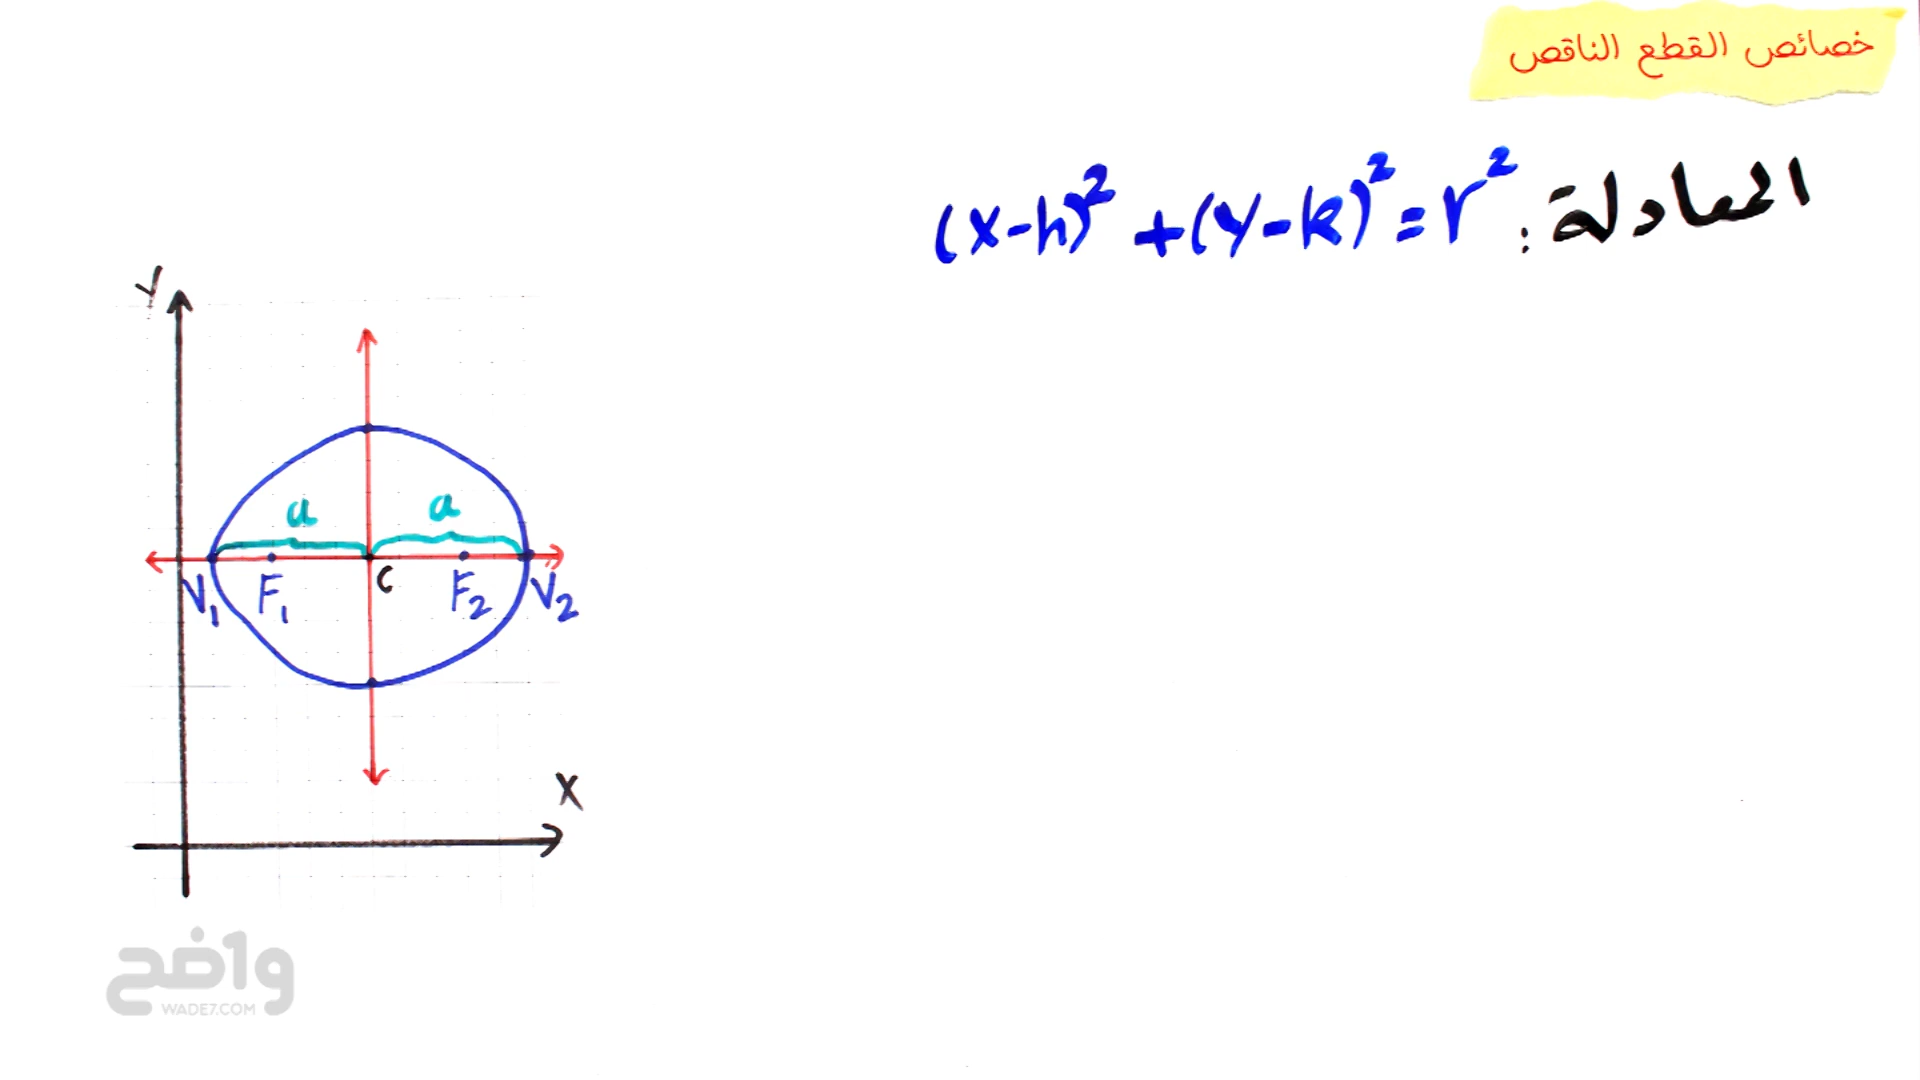 خصائص القطع الناقص
المعادلة: (x-h)² + (y-k)² = r²
Y
a a
V₁ F₁ C F₂ V₂
X
واضح
WADE7.COM